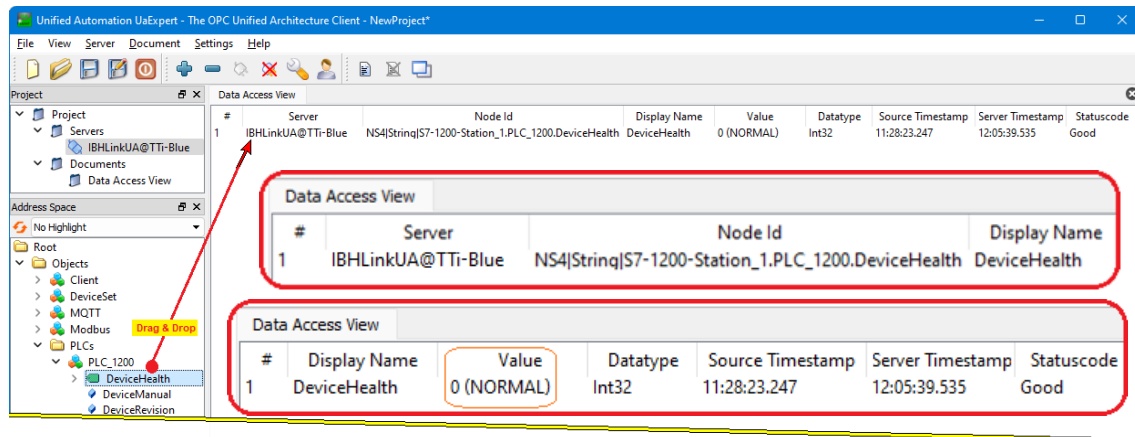 Unified Automation UaExpert - The OPC Unified Architecture Client - NewProject*
File View Server Document Settings Help
Project
Project
Servers
IBHLinkUA@TTi-Blue
Documents
Data Access View
Address Space
No Highlight
Root
Objects
Client
DeviceSet
MQTT
Modbus
PLCs
PLC_1200
DeviceHealth
DeviceManual
DeviceRevision
Drag & Drop
Data Access View
# Server Node Id Display Name Value Datatype Source Timestamp Server Timestamp Statuscode
1 IBHLinkUA@TTi-Blue NS4|String|S7-1200-Station_1.PLC_1200.DeviceHealth DeviceHealth 0 (NORMAL) Int32 11:28:23.247 12:05:39.535 Good
Data Access View
# Server Node Id Display Name
1 IBHLinkUA@TTi-Blue NS4|String|S7-1200-Station_1.PLC_1200.DeviceHealth DeviceHealth
Data Access View
# Display Name Value Datatype Source Timestamp Server Timestamp Statuscode
1 DeviceHealth 0 (NORMAL) Int32 11:28:23.247 12:05:39.535 Good